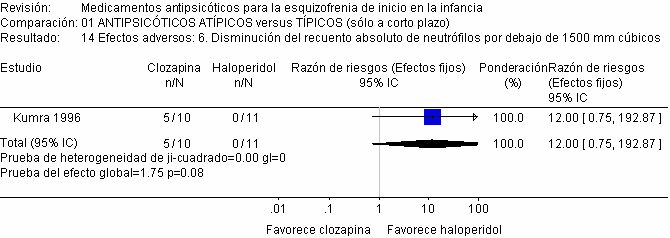 Revisión: Medicamentos antipsicóticos para la esquizofrenia de inicio en la infancia
Comparación: 01 ANTIPSICÓTICOS ATÍPICOS versus TÍPICOS (sólo a corto plazo)
Resultado: 14 Efectos adversos: 6. Disminución del recuento absoluto de neutrófilos por debajo de 1500 mm cúbicos
Estudio Clozapina n/N Haloperidol n/N Razón de riesgos (Efectos fijos) 95% IC Ponderación (%) Razón de riesgos (Efectos fijos) 95% IC
Kumra 1996 5/10 0/11 100.0 12.00 [ 0.75, 192.87 ]
Total (95% IC) 5/10 0/11 100.0 12.00 [ 0.75, 192.87 ]
Prueba de heterogeneidad de ji-cuadrado=0.00 gl=0
Prueba del efecto global=1.75 p=0.08
.01 .1 1 10 100
Favorece clozapina Favorece haloperidol